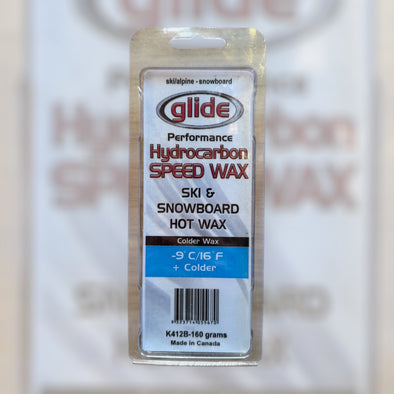 ski/alpine - snowboard
glide
Performance
Hydrocarbon
SPEED WAX
SKI &
SNOWBOARD
HOT WAX
Colder Wax
-9°C/16°F
+ Colder
K412B-160 grams
Made in Canada